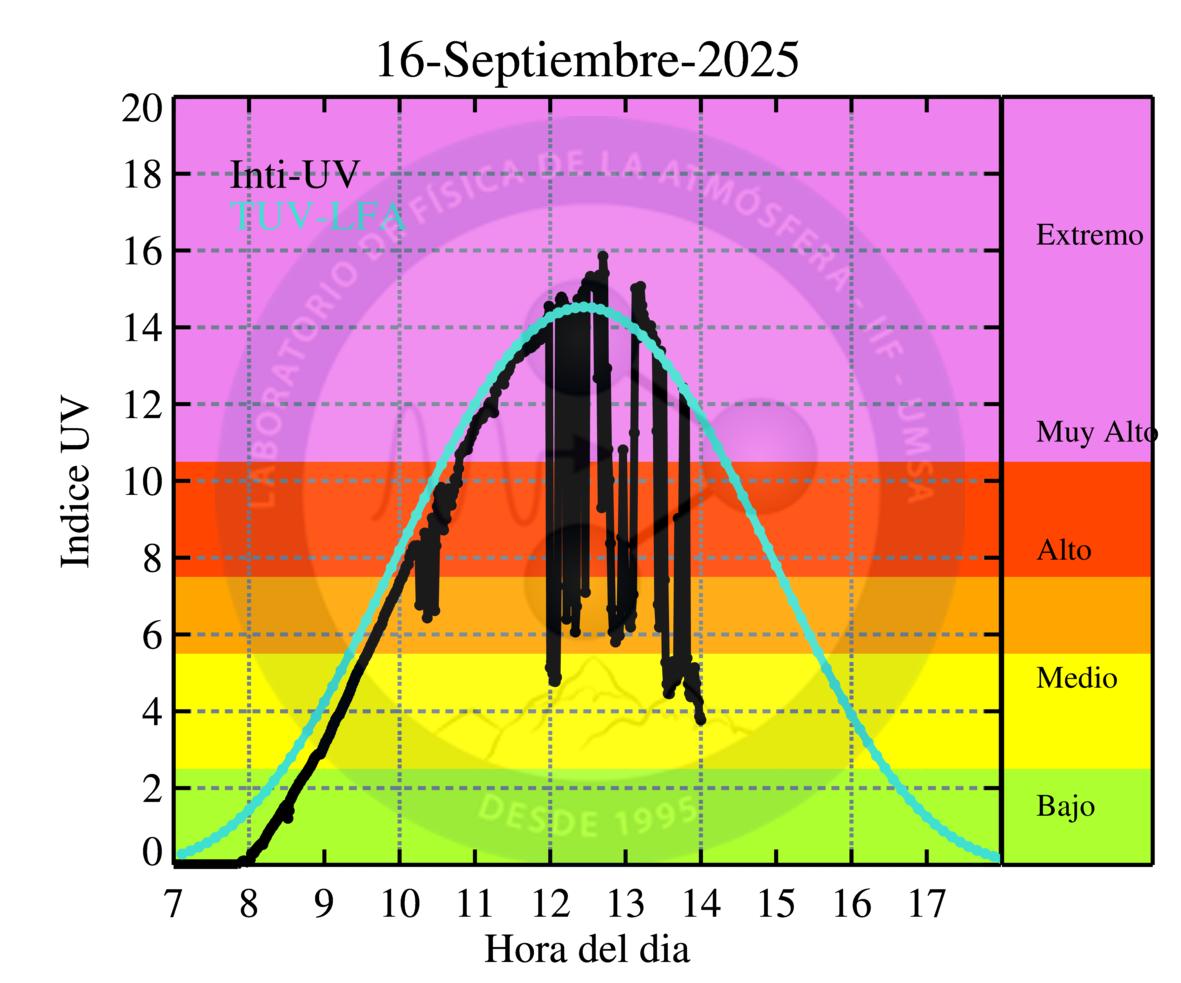 16-Septiembre-2025
20
18
16
14
12
10
8
6
4
2
0
Indice UV
Inti-UV
TUV-LFA
LABORATORIO DE FÍSICA DE LA ATMÓSFERA - IIF - UMSA
DESDE 1995
Extremo
Muy Alto
Alto
Medio
Bajo
7 8 9 10 11 12 13 14 15 16 17
Hora del dia